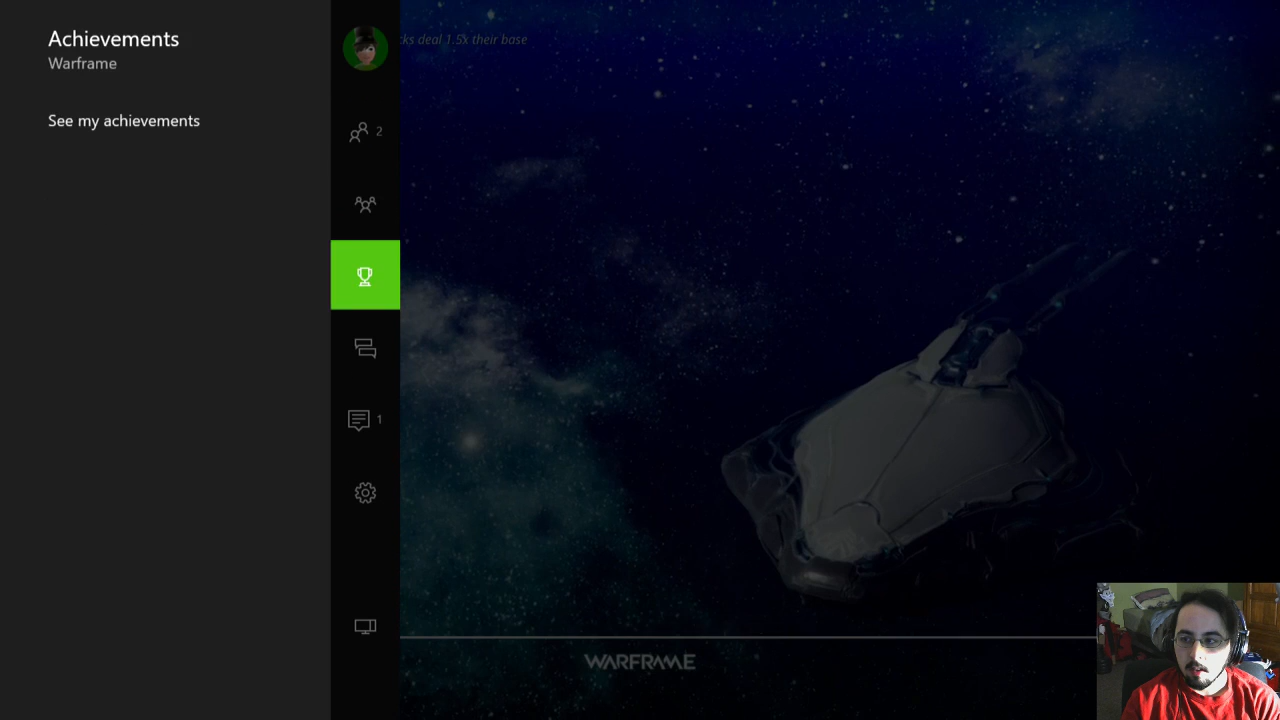 Achievements
Warframe
See my achievements
cks deal 1.5x their base
2
1
WARFRAME